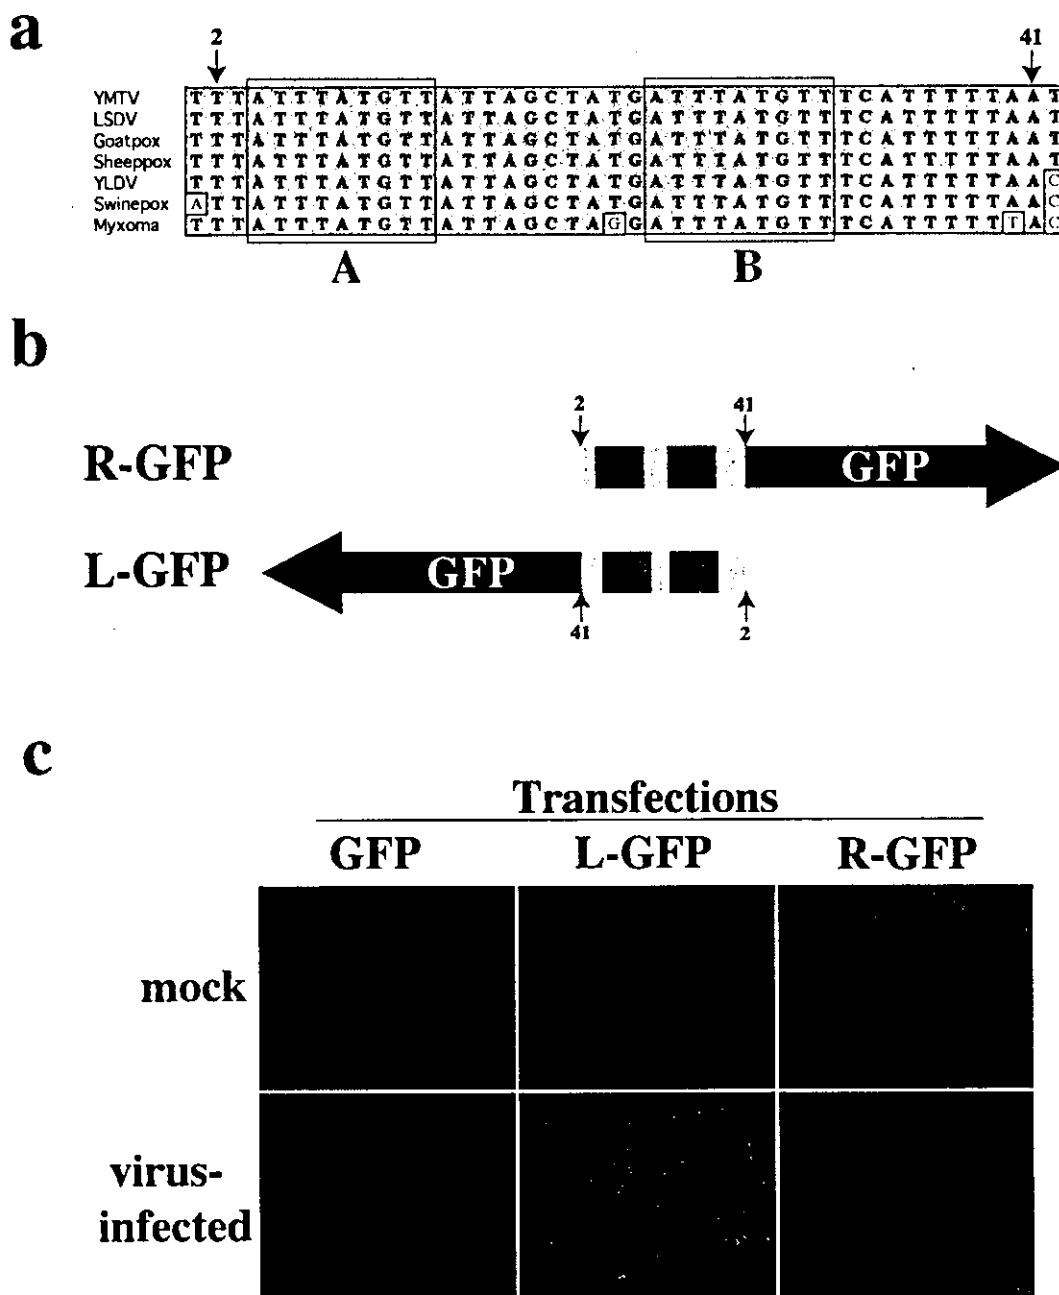 a
2 41
YMTV T T T A T T T A T G T T A T T A G C T A T G A T T T A T G T T T C A T T T T T A A T
LSDV T T T A T T T A T G T T A T T A G C T A T G A T T T A T G T T T C A T T T T T A A T
Goatpox T T T A T T T A T G T T A T T A G C T A T G A T T T A T G T T T C A T T T T T A A T
Sheeppox T T T A T T T A T G T T A T T A G C T A T G A T T T A T G T T T C A T T T T T A A T
YLDV T T T A T T T A T G T T A T T A G C T A T G A T T T A T G T T T C A T T T T T A A C
Swinepox A T T A T T T A T G T T A T T A G C T A T G A T T T A T G T T T C A T T T T T A A C
Myxoma T T T A T T T A T G T T A T T A G C T A G G A T T T A T G T T T C A T T T T T T A C
A B
b
2 41
R-GFP GFP
L-GFP GFP
41 2
c
Transfections
GFP L-GFP R-GFP
mock
virus-
infected